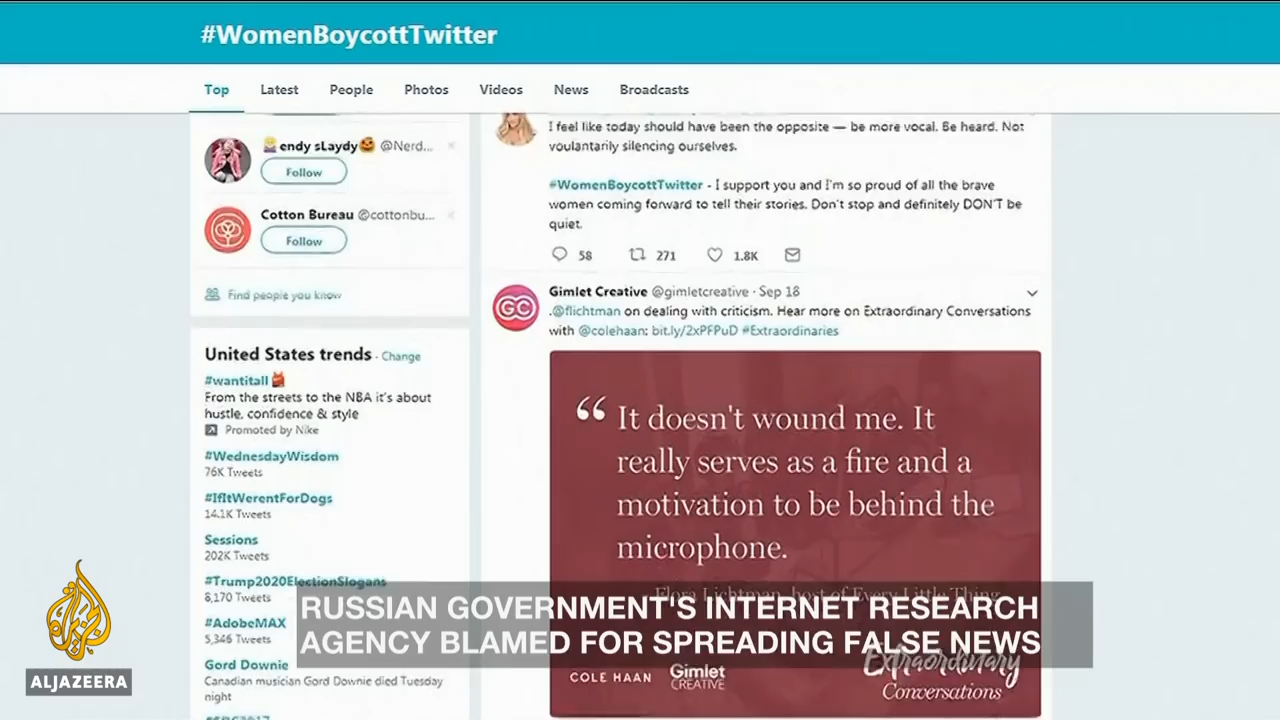 #WomenBoycottTwitter
Top Latest People Photos Videos News Broadcasts
endy sLaydy @Nerd...
Follow
Cotton Bureau @cottonbu...
Follow
Find people you know
United States trends · Change
#wantitall
From the streets to the NBA it's about
hustle, confidence & style
Promoted by Nike
#WednesdayWisdom
76K Tweets
#IfItWerentForDogs
14.1K Tweets
Sessions
202K Tweets
#Trump2020ElectionSlogans
8,170 Tweets
#AdobeMAX
5,346 Tweets
Gord Downie
Canadian musician Gord Downie died Tuesday
night
I feel like today should have been the opposite — be more vocal. Be heard. Not
voulantarily silencing ourselves.
#WomenBoycottTwitter - I support you and I'm so proud of all the brave
women coming forward to tell their stories. Don't stop and definitely DON'T be
quiet.
58 271 1.8K
Gimlet Creative @gimletcreative · Sep 18
.@flichtman on dealing with criticism. Hear more on Extraordinary Conversations
with @colehaan: bit.ly/2xPFPuD #Extraordinaries
GC
“ It doesn't wound me. It
really serves as a fire and a
motivation to be behind the
microphone.
Flora Lichtman, host of Every Little Thing
COLE HAAN
Gimlet
CREATIVE
Extraordinary
Conversations
RUSSIAN GOVERNMENT'S INTERNET RESEARCH
AGENCY BLAMED FOR SPREADING FALSE NEWS
ALJAZEERA